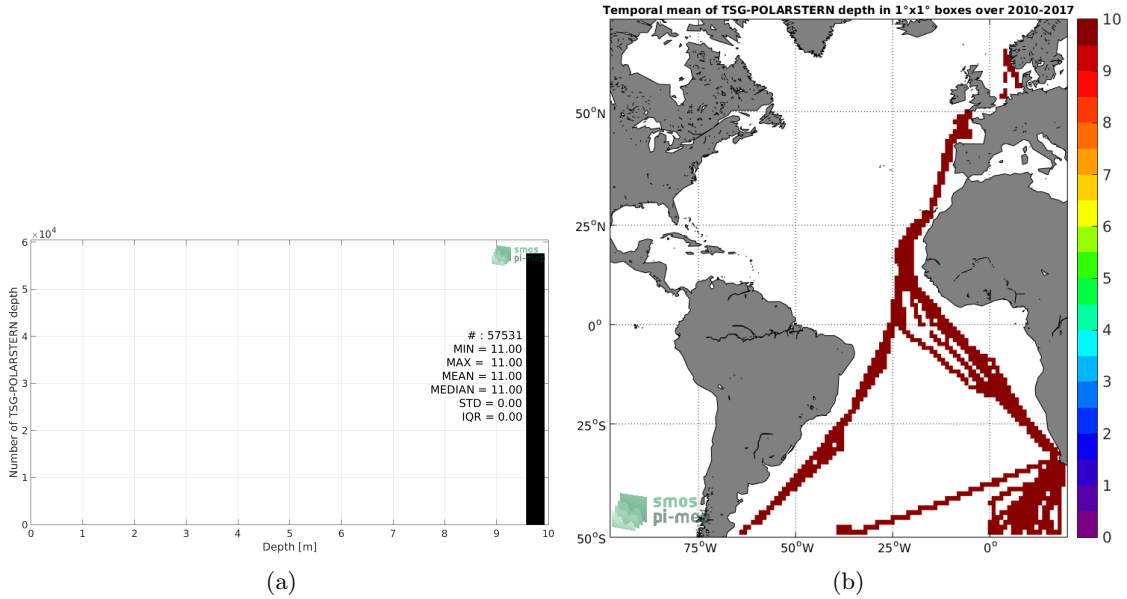 ×10⁴
6
5
4
3
2
1
0
Number of TSG-POLARSTERN depth
smos
pi-mep
# : 57531
MIN = 11.00
MAX = 11.00
MEAN = 11.00
MEDIAN = 11.00
STD = 0.00
IQR = 0.00
0 1 2 3 4 5 6 7 8 9 10
Depth [m]
(a)
Temporal mean of TSG-POLARSTERN depth in 1°x1° boxes over 2010-2017
50°N
25°N
0°
25°S
50°S
75°W 50°W 25°W 0°
smos
pi-mep
10
9
8
7
6
5
4
3
2
1
0
(b)